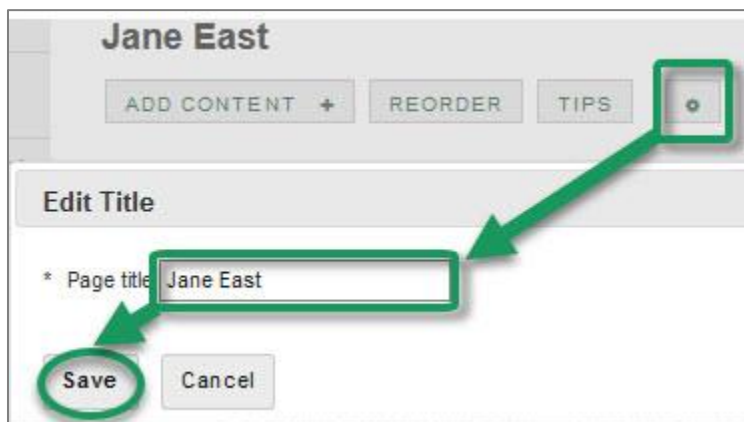 Jane East
ADD CONTENT + REORDER TIPS
Edit Title
* Page title Jane East
Save Cancel